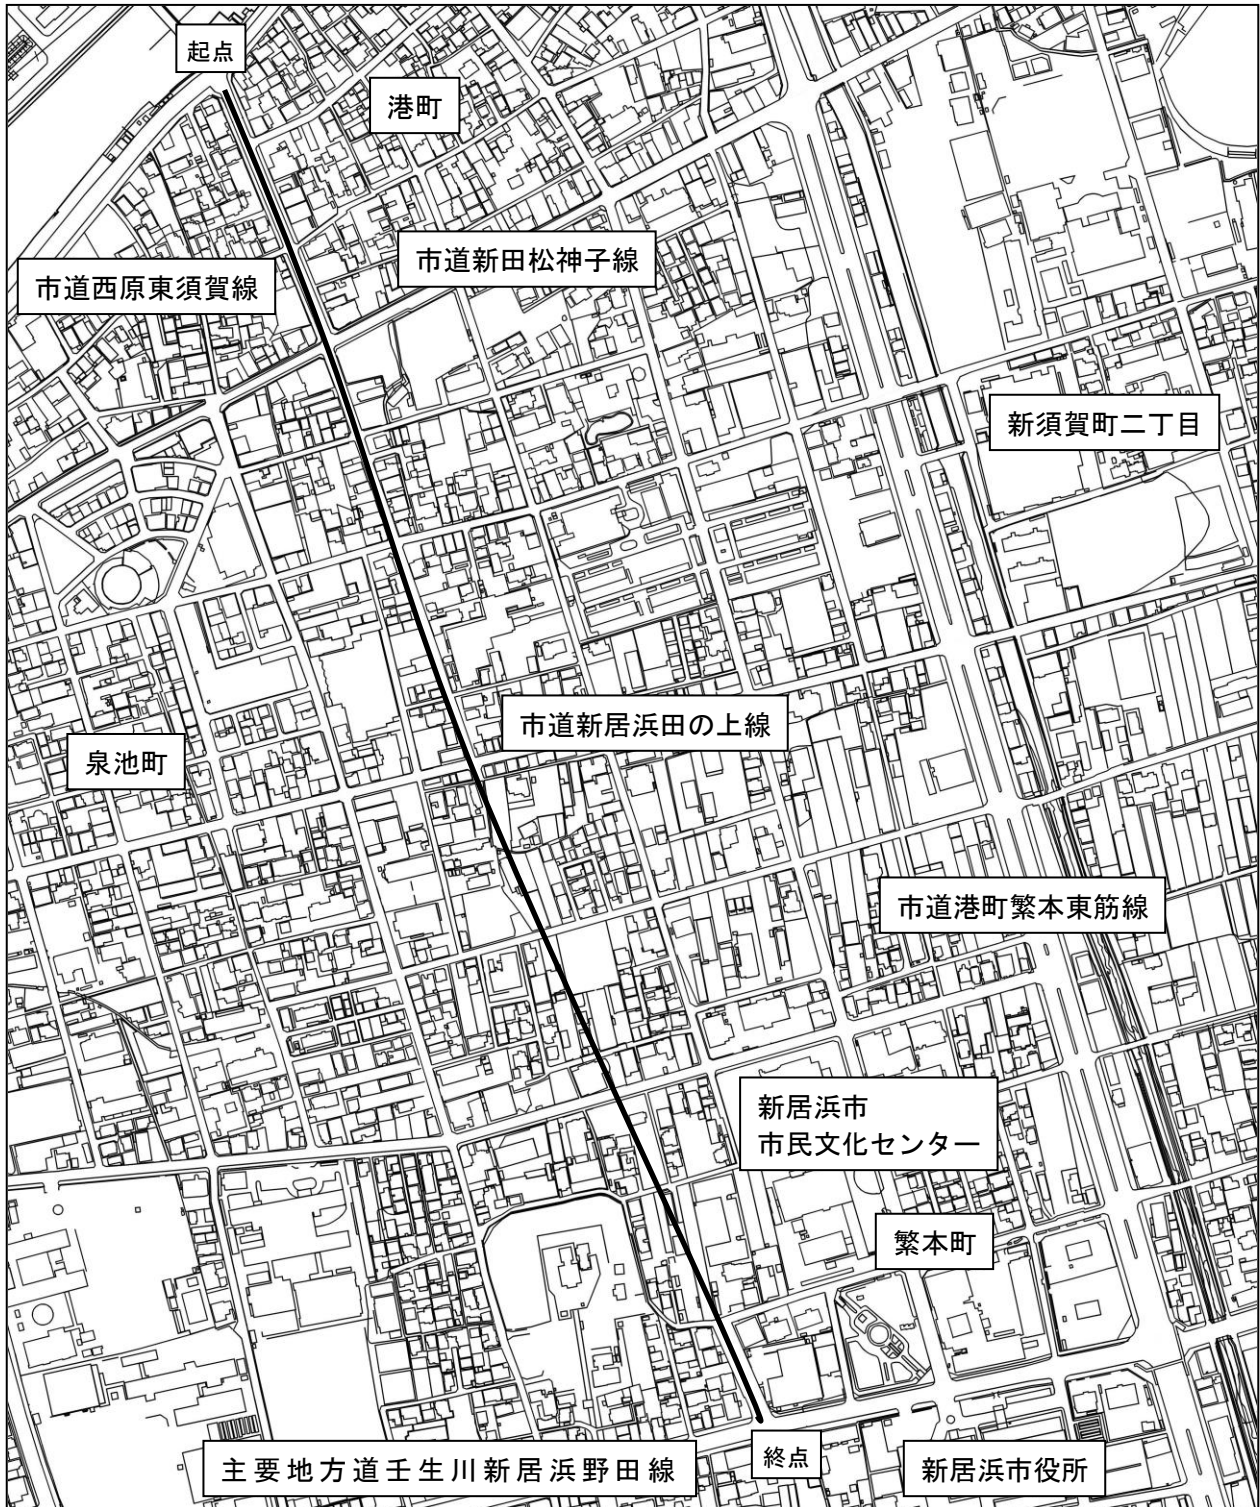 起点
港町
市道新田松神子線
市道西原東須賀線
新須賀町二丁目
市道新居浜田の上線
泉池町
市道港町繁本東筋線
新居浜市
市民文化センター
繁本町
主要地方道壬生川新居浜野田線
終点
新居浜市役所